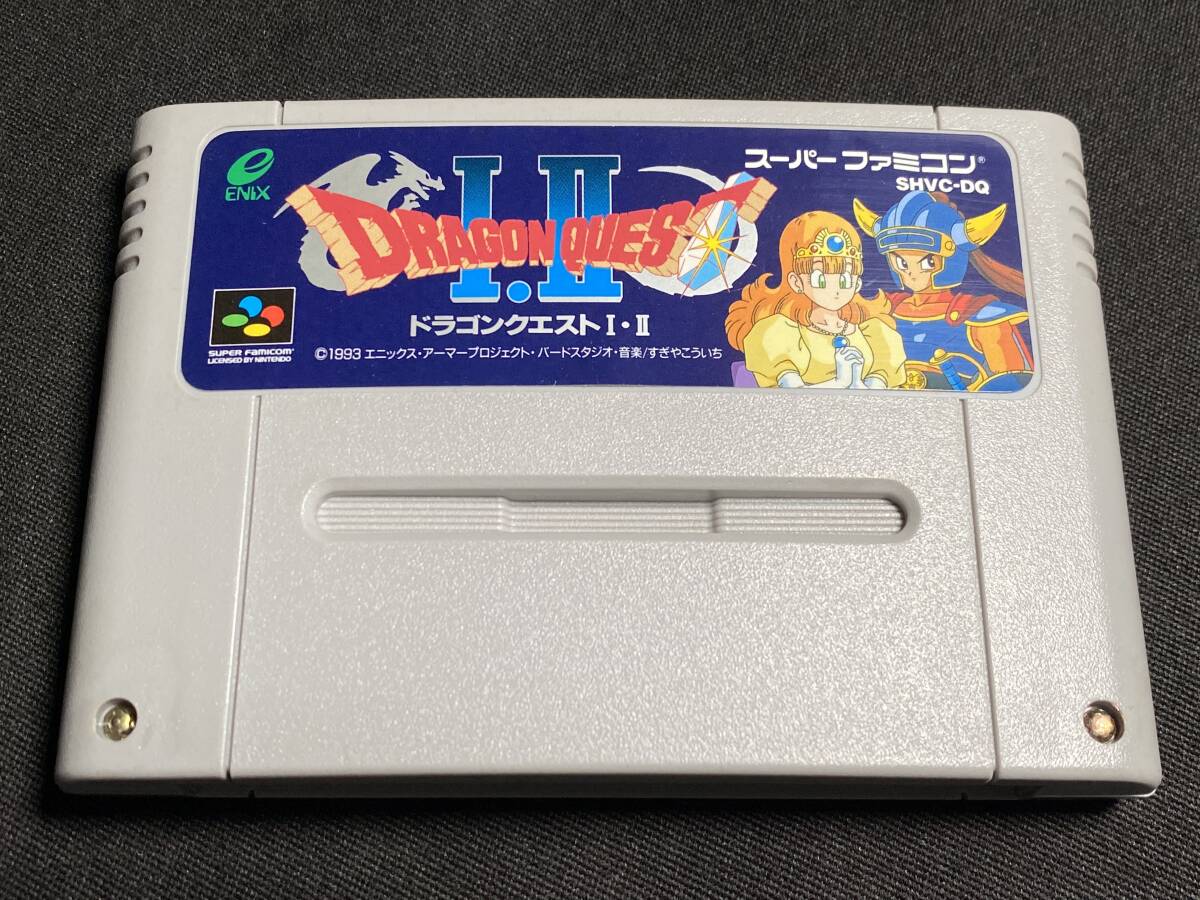 ENIX
I.II
DRAGON QUEST
ドラゴンクエストI・II
スーパーファミコン®
SHVC-DQ
SUPER FAMICOM®
LICENSED BY NINTENDO
©1993 エニックス・アーマープロジェクト・バードスタジオ・音楽/すぎやこういち